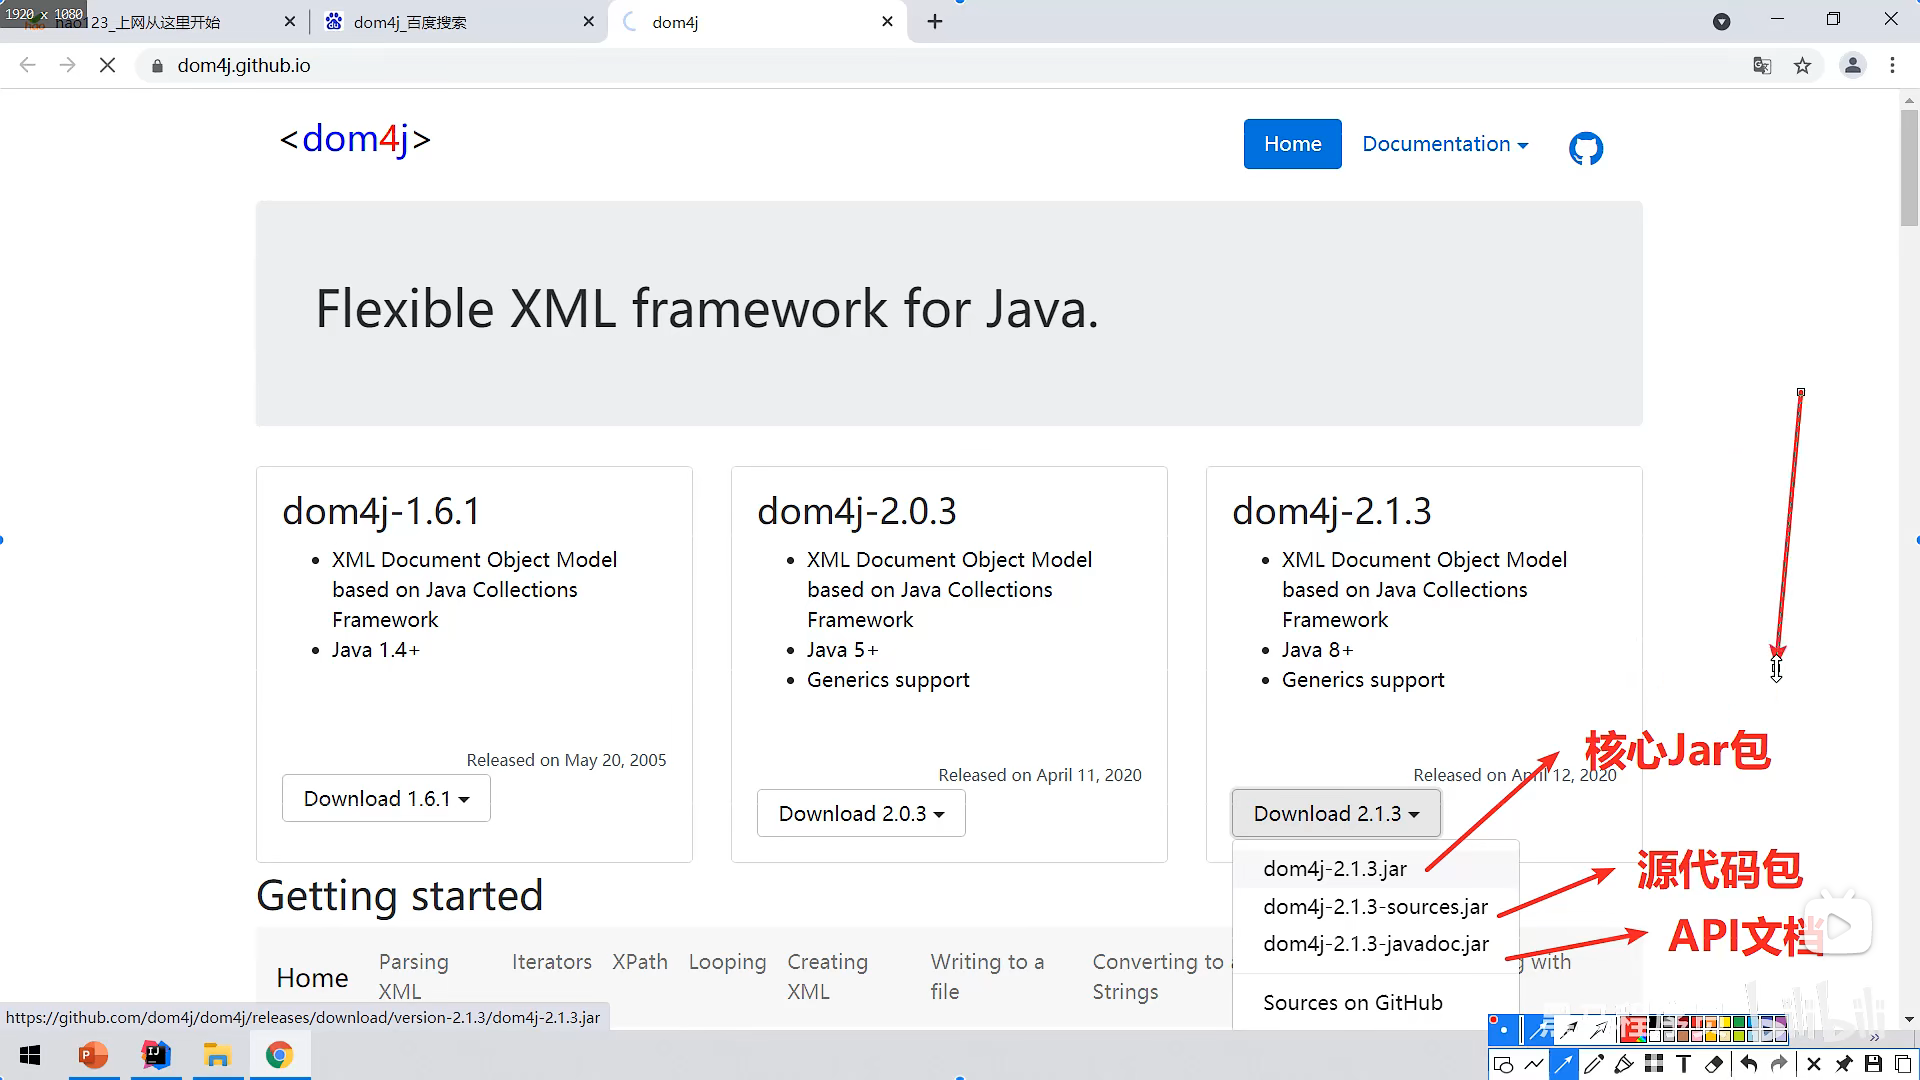 1920 x 1080
hao123_上网从这里开始
dom4j_百度搜索
dom4j
dom4j.github.io
<dom4j>
Home
Documentation
Flexible XML framework for Java.
dom4j-1.6.1
XML Document Object Model
based on Java Collections
Framework
Java 1.4+
Released on May 20, 2005
Download 1.6.1
dom4j-2.0.3
XML Document Object Model
based on Java Collections
Framework
Java 5+
Generics support
Released on April 11, 2020
Download 2.0.3
dom4j-2.1.3
XML Document Object Model
based on Java Collections
Framework
Java 8+
Generics support
核心Jar包
Released on April 12, 2020
Download 2.1.3
dom4j-2.1.3.jar
源代码包
dom4j-2.1.3-sources.jar
API文档
dom4j-2.1.3-javadoc.jar
Sources on GitHub
Getting started
Home
Parsing
XML
Iterators
XPath
Looping
Creating
XML
Writing to a
file
Converting to
Strings
with
https://github.com/dom4j/dom4j/releases/download/version-2.1.3/dom4j-2.1.3.jar
bilibili